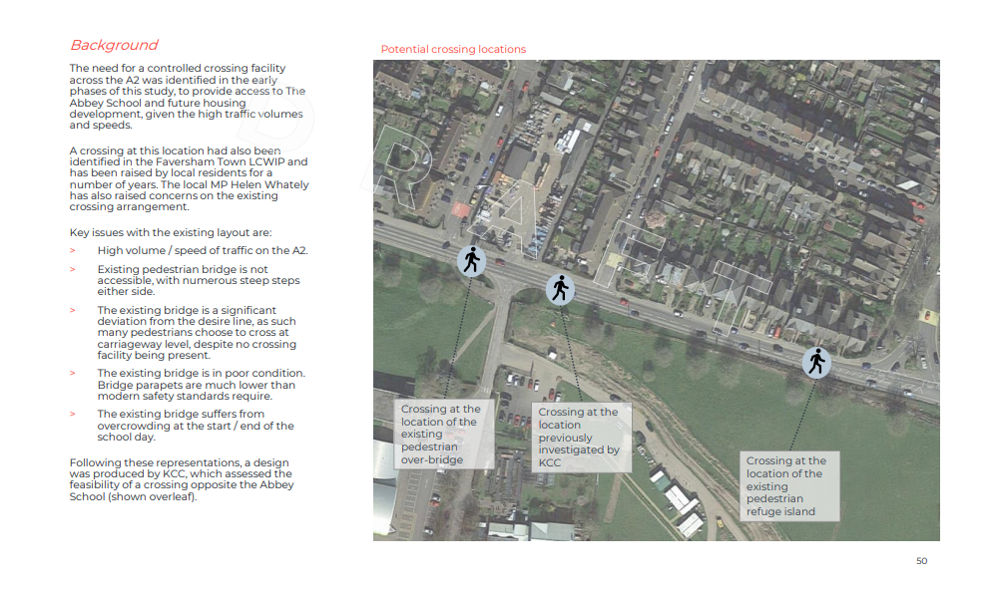 Background
The need for a controlled crossing facility
across the A2 was identified in the early
phases of this study, to provide access to The
Abbey School and future housing
development, given the high traffic volumes
and speeds.
A crossing at this location had also been
identified in the Faversham Town LCWIP and
has been raised by local residents for a
number of years. The local MP Helen Whately
has also raised concerns on the existing
crossing arrangement.
Key issues with the existing layout are:
> High volume / speed of traffic on the A2.
> Existing pedestrian bridge is not
accessible, with numerous steep steps
either side.
> The existing bridge is a significant
deviation from the desire line, as such
many pedestrians choose to cross at
carriageway level, despite no crossing
facility being present.
> The existing bridge is in poor condition.
Bridge parapets are much lower than
modern safety standards require.
> The existing bridge suffers from
overcrowding at the start / end of the
school day.
Following these representations, a design
was produced by KCC, which assessed the
feasibility of a crossing opposite the Abbey
School (shown overleaf).
Potential crossing locations
DRAFT
Crossing at the
location of the
existing
pedestrian
over-bridge
Crossing at the
location
previously
investigated by
KCC
Crossing at the
location of the
existing
pedestrian
refuge island
50